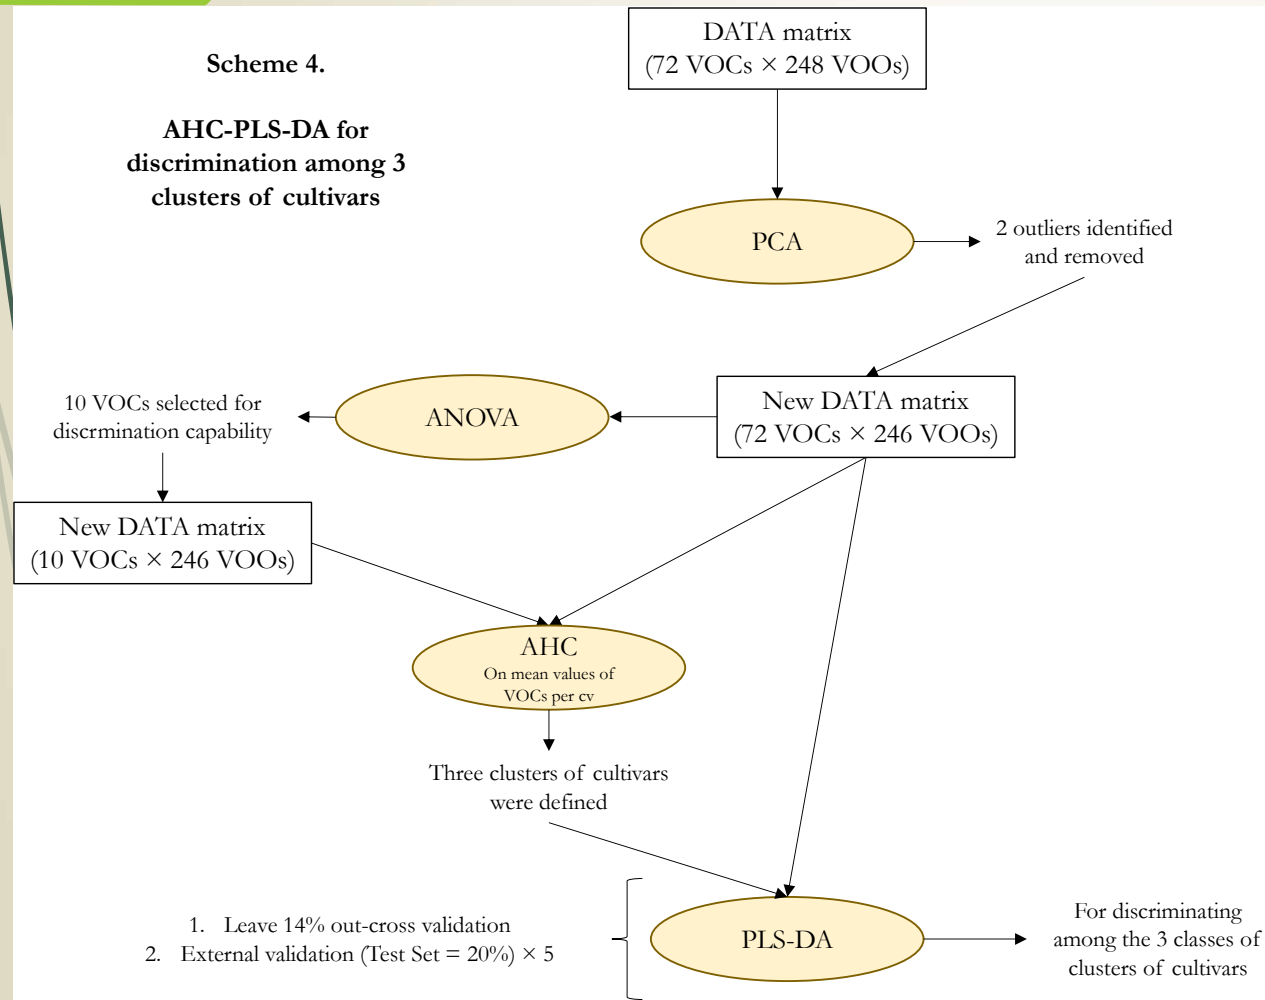 Scheme 4.
AHC-PLS-DA for
discrimination among 3
clusters of cultivars
DATA matrix
(72 VOCs × 248 VOOs)
PCA
2 outliers identified
and removed
New DATA matrix
(72 VOCs × 246 VOOs)
ANOVA
10 VOCs selected for
discrmination capability
New DATA matrix
(10 VOCs × 246 VOOs)
AHC
On mean values of
VOCs per cv
Three clusters of cultivars
were defined
1. Leave 14% out-cross validation
2. External validation (Test Set = 20%) × 5
PLS-DA
For discriminating
among the 3 classes of
clusters of cultivars